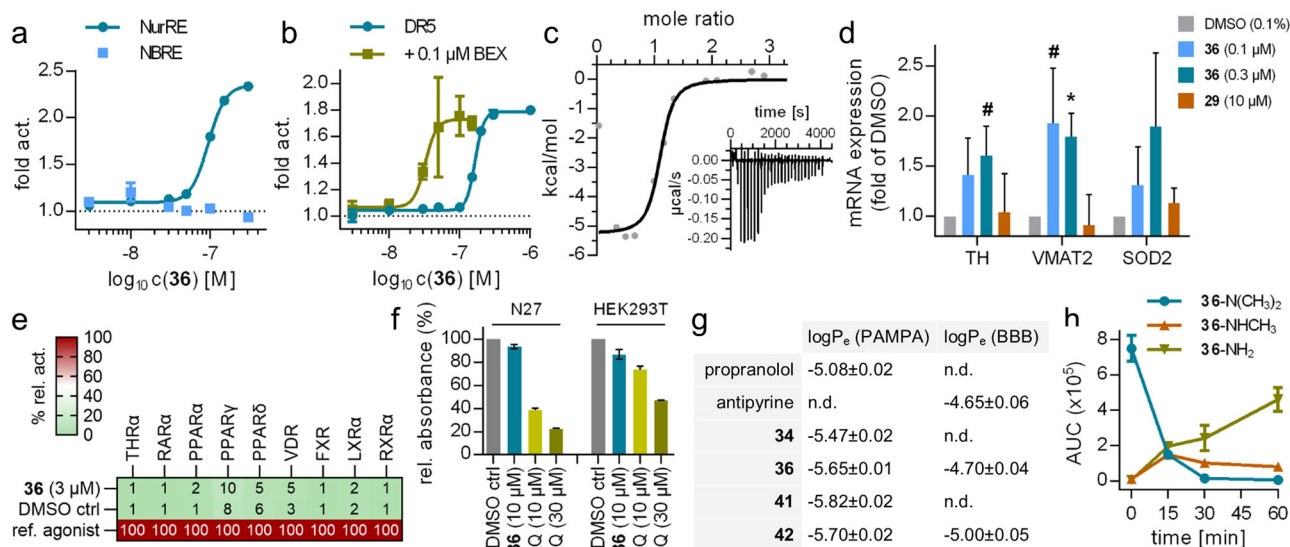 a
NurRE
NBRE
2.5
2.0
1.5
1.0
fold act.
-8
-7
log10 c(36) [M]
b
DR5
+ 0.1 µM BEX
1.8
1.6
1.4
1.2
1.0
fold act.
-8
-7
-6
log10 c(36) [M]
c
mole ratio
0
1
2
3
0
-1
-2
-3
-4
-5
-6
kcal/mol
time [s]
0 2000 4000
0.00
-0.05
-0.10
-0.15
-0.20
µcal/s
d
DMSO (0.1%)
36 (0.1 µM)
36 (0.3 µM)
29 (10 µM)
2.5
2.0
1.5
1.0
mRNA expression
(fold of DMSO)
#
#
*
TH
VMAT2
SOD2
e
100
80
60
40
20
0
% rel. act.
THRα
RARα
PPARα
PPARγ
PPARδ
VDR
FXR
LXRα
RXRα
36 (3 µM) 1 1 2 10 5 5 1 2 1
DMSO ctrl 1 1 1 8 6 3 1 2 1
ref. agonist 100 100 100 100 100 100 100 100 100
f
N27
HEK293T
100
80
60
40
20
0
rel. absorbance (%)
DMSO ctrl
36 (10 µM)
Q (10 µM)
Q (30 µM)
DMSO ctrl
36 (10 µM)
Q (10 µM)
Q (30 µM)
g
logPe (PAMPA) logPe (BBB)
propranolol -5.08±0.02 n.d.
antipyrine n.d. -4.65±0.06
34 -5.47±0.02 n.d.
36 -5.65±0.01 -4.70±0.04
41 -5.82±0.02 n.d.
42 -5.70±0.02 -5.00±0.05
h
36-N(CH3)2
36-NHCH3
36-NH2
8
6
4
2
0
AUC (x10⁵)
0 15 30 45 60
time [min]